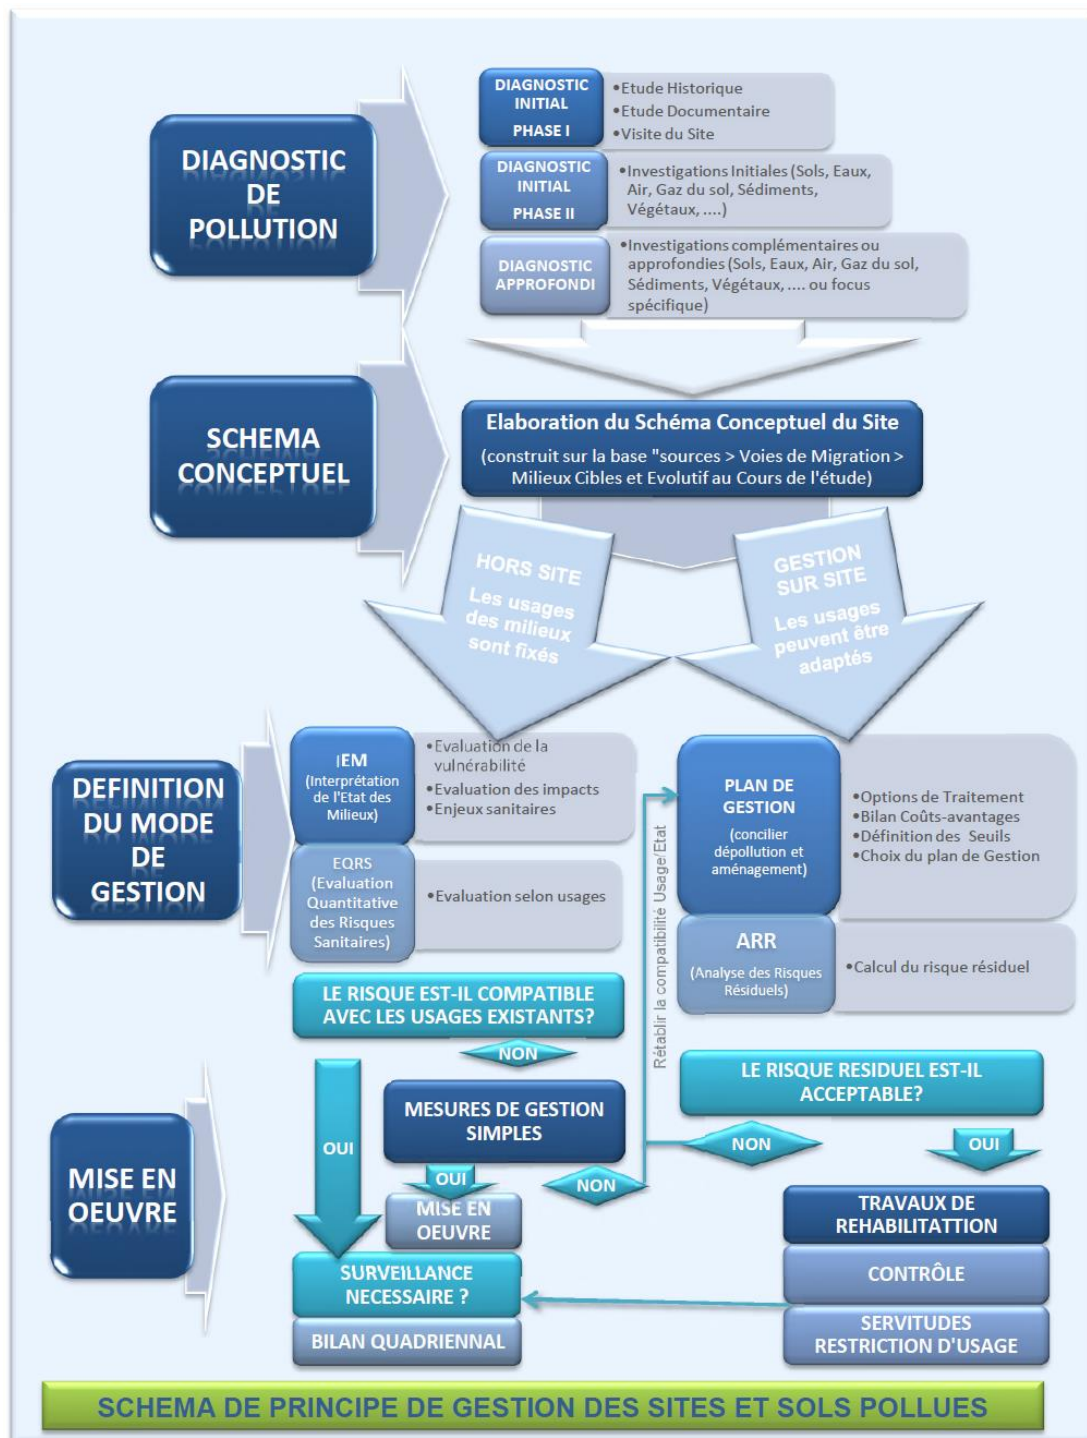 DIAGNOSTIC
DE
POLLUTION
DIAGNOSTIC
INITIAL
PHASE I
•Etude Historique
•Etude Documentaire
•Visite du Site
DIAGNOSTIC
INITIAL
PHASE II
•Investigations Initiales (Sols, Eaux,
Air, Gaz du sol, Sédiments,
Végétaux, ....)
DIAGNOSTIC
APPROFONDI
•Investigations complémentaires ou
approfondies (Sols, Eaux, Air, Gaz du sol,
Sédiments, Végétaux, .... ou focus
spécifique)
SCHEMA
CONCEPTUEL
Elaboration du Schéma Conceptuel du Site
(construit sur la base "sources > Voies de Migration >
Milieux Cibles et Evolutif au Cours de l'étude)
HORS SITE
Les usages
des milieux
sont fixés
GESTION
SUR SITE
Les usages
peuvent être
adaptés
DEFINITION
DU MODE
DE
GESTION
IEM
(Interprétation
de l'Etat des
Milieux)
•Evaluation de la
vulnérabilité
•Evaluation des impacts
•Enjeux sanitaires
EQRS
(Evaluation
Quantitative
des Risques
Sanitaires)
•Evaluation selon usages
Rétablir la compatibilité Usage/Etat
PLAN DE
GESTION
(concilier
dépollution et
aménagement)
•Options de Traitement
•Bilan Coûts-avantages
•Définition des Seuils
•Choix du plan de Gestion
ARR
(Analyse des Risques
Résiduels)
•Calcul du risque résiduel
LE RISQUE EST-IL COMPATIBLE
AVEC LES USAGES EXISTANTS?
NON
LE RISQUE RESIDUEL EST-IL
ACCEPTABLE?
MISE EN
OEUVRE
OUI
MESURES DE GESTION
SIMPLES
OUI
NON
NON
OUI
MISE EN
OEUVRE
TRAVAUX DE
REHABILITATTION
CONTRÔLE
SERVITUDES
RESTRICTION D'USAGE
SURVEILLANCE
NECESSAIRE ?
BILAN QUADRIENNAL
SCHEMA DE PRINCIPE DE GESTION DES SITES ET SOLS POLLUES